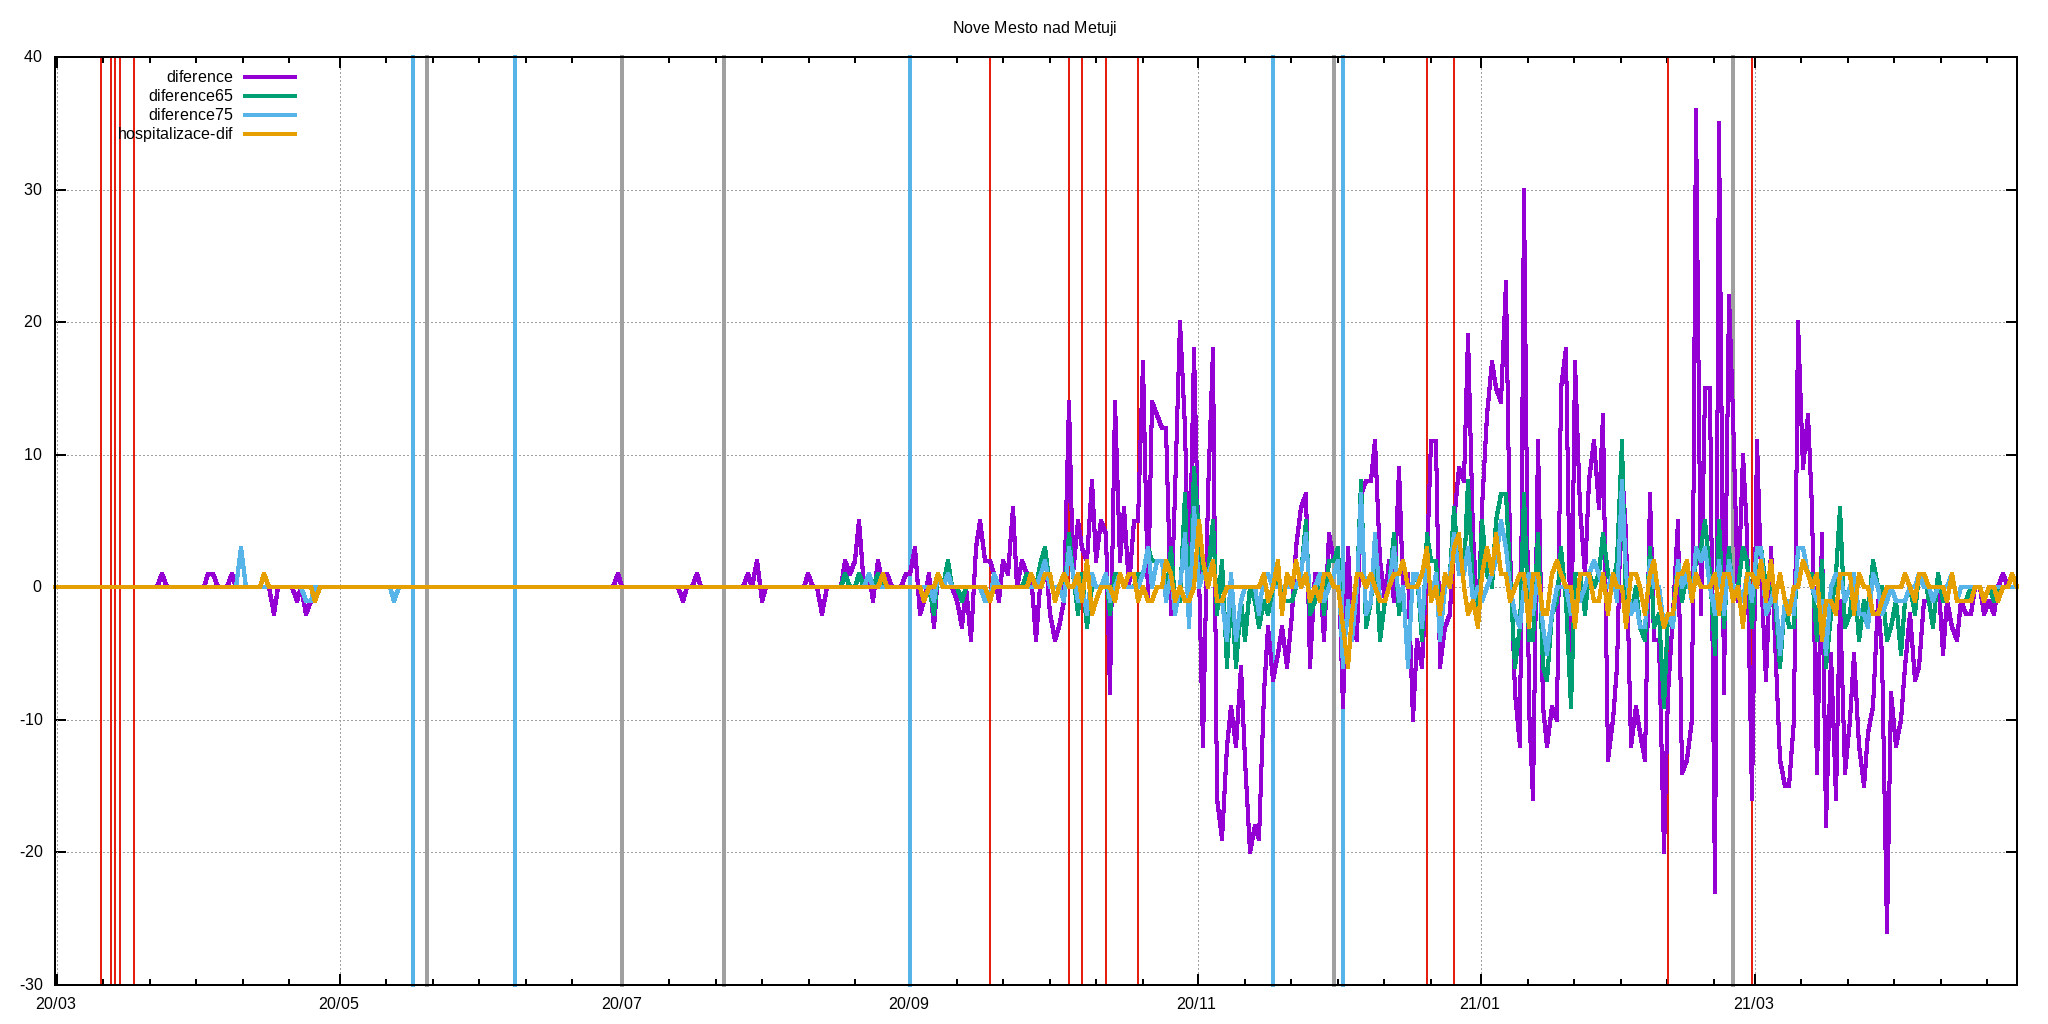 Nove Mesto nad Metuji
40
diference
diference65
diference75
hospitalizace-dif
30
20
10
0
-10
-20
-30
20/03 20/05 20/07 20/09 20/11 21/01 21/03